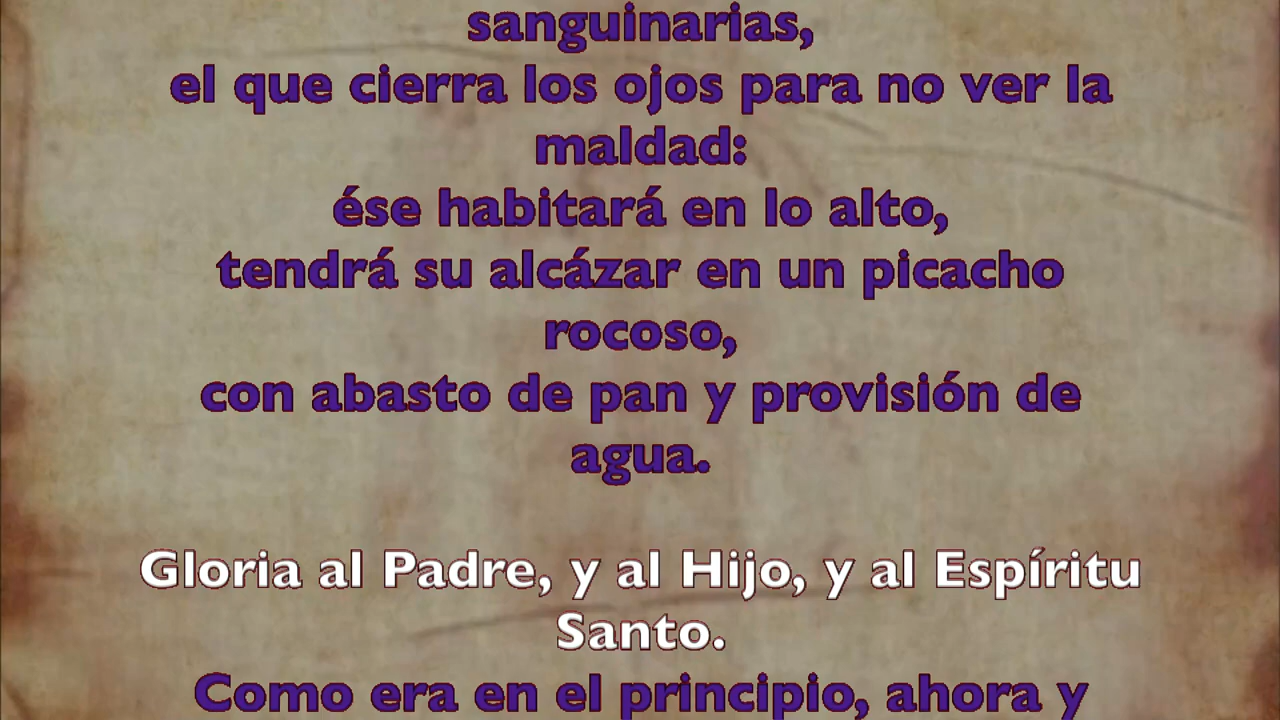 sanguinarias,
el que cierra los ojos para no ver la
maldad:
ése habitará en lo alto,
tendrá su alcázar en un picacho
rocoso,
con abasto de pan y provisión de
agua.
Gloria al Padre, y al Hijo, y al Espíritu
Santo.
Como era en el principio, ahora y